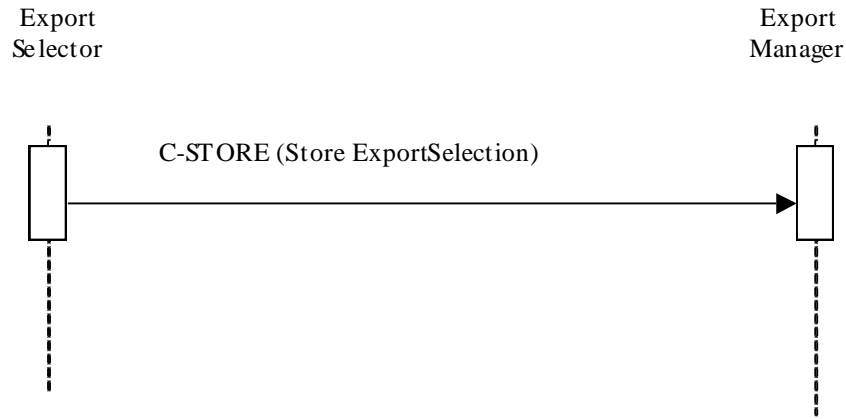 Export
Selector
Export
Manager
C-STORE (Store ExportSelection)